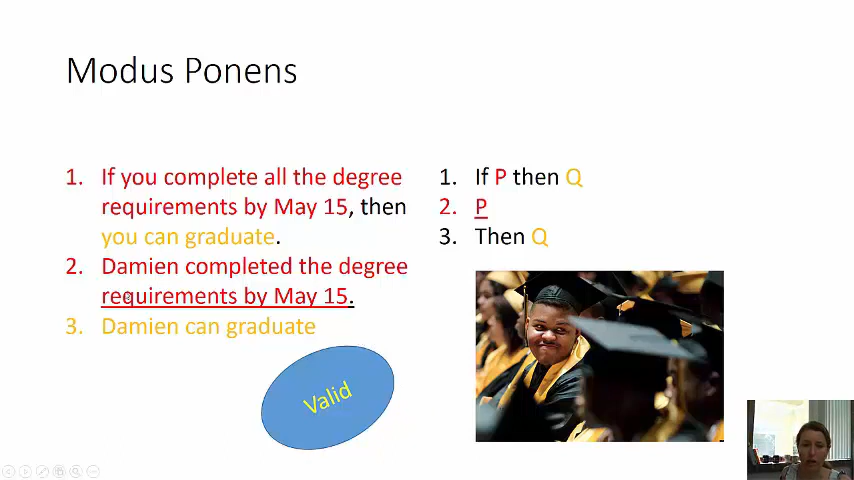 Modus Ponens
1. If you complete all the degree
requirements by May 15, then
you can graduate.
2. Damien completed the degree
requirements by May 15.
3. Damien can graduate
1. If P then Q
2. P
3. Then Q
Valid